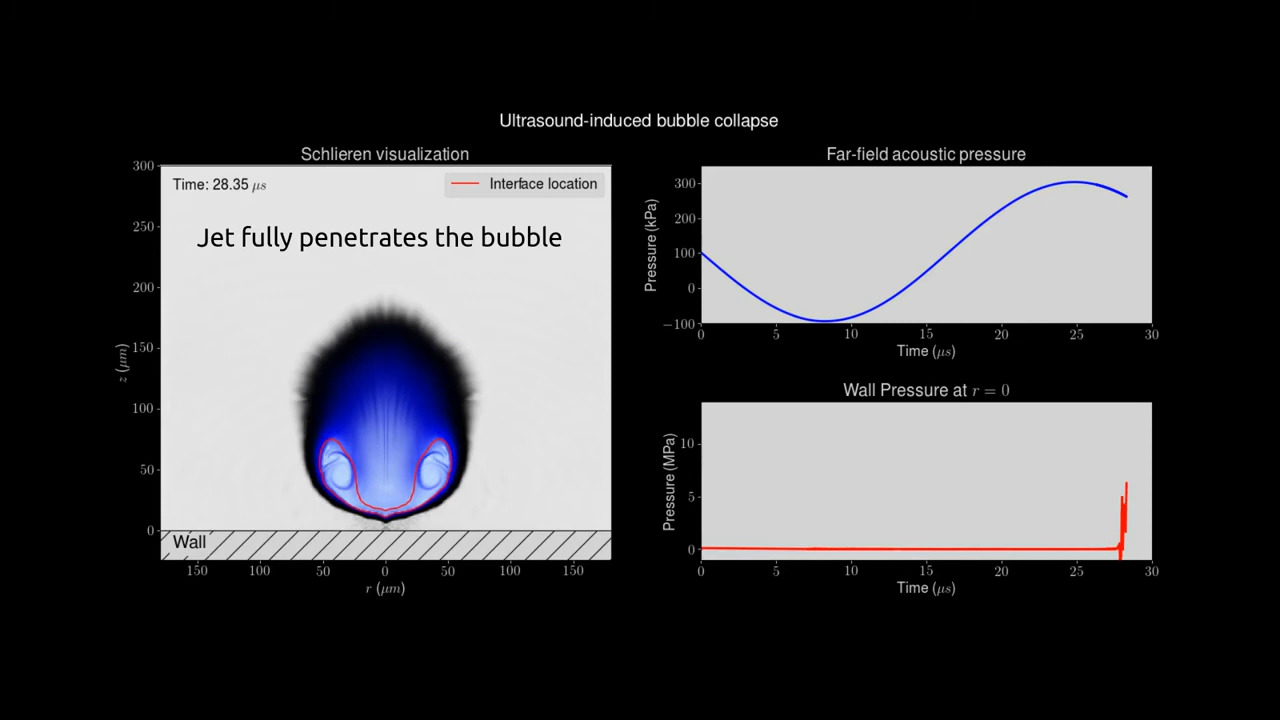 Ultrasound-induced bubble collapse
Schlieren visualization
300
250
200
150
100
50
0
z (μm)
Time: 28.35 μs
Interface location
Jet fully penetrates the bubble
Wall
150 100 50 0 50 100 150
r (μm)
Far-field acoustic pressure
300
200
100
0
−100
Pressure (kPa)
0 5 10 15 20 25 30
Time (μs)
Wall Pressure at r = 0
10
5
0
Pressure (MPa)
0 5 10 15 20 25 30
Time (μs)